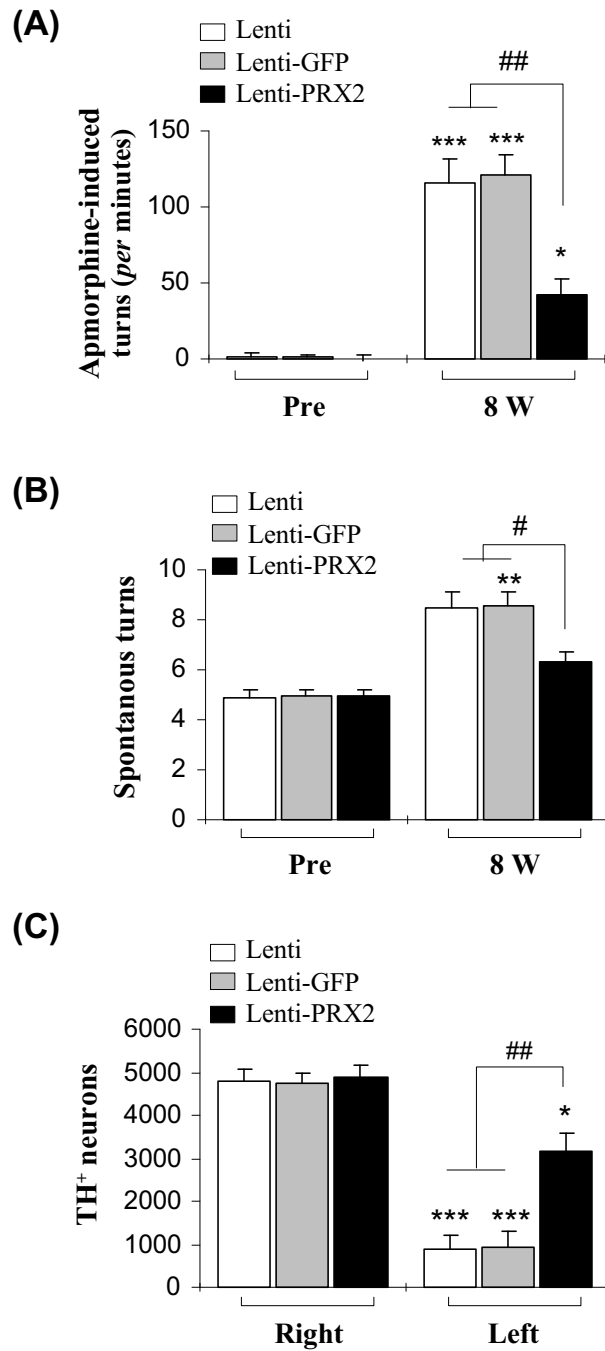 (A)
Lenti
Lenti-GFP
Lenti-PRX2
##
Apmorphine-induced
turns (per minutes)
150
100
50
0
***
***
*
Pre
8 W
(B)
Lenti
Lenti-GFP
Lenti-PRX2
#
Spontanous turns
10
8
6
4
2
0
**
Pre
8 W
(C)
Lenti
Lenti-GFP
Lenti-PRX2
##
TH⁺ neurons
6000
5000
4000
3000
2000
1000
0
*
***
***
Right
Left